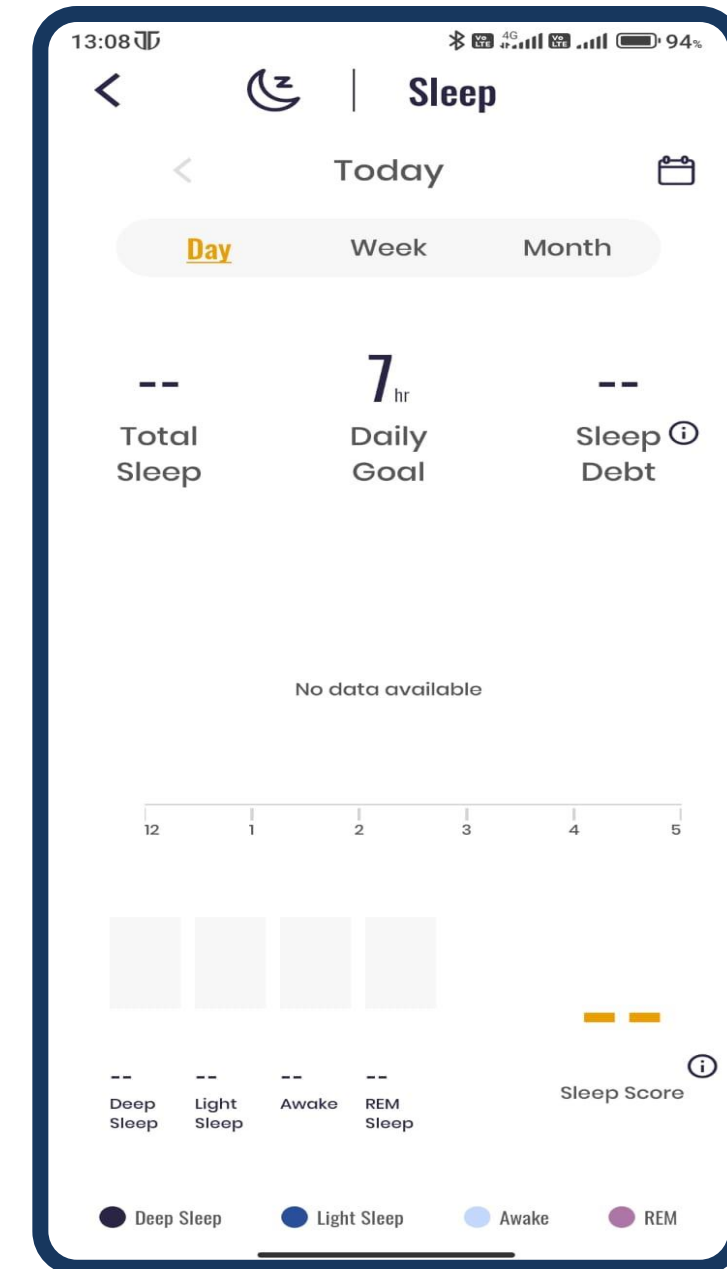 13:08 4G 94%
Sleep
Today
Day Week Month
-- 7hr --
Total Daily Sleep
Sleep Goal Debt
No data available
12 1 2 3 4 5
-- --
-- -- -- --
Deep Light Awake REM Sleep Score
Sleep Sleep Sleep
Deep Sleep Light Sleep Awake REM